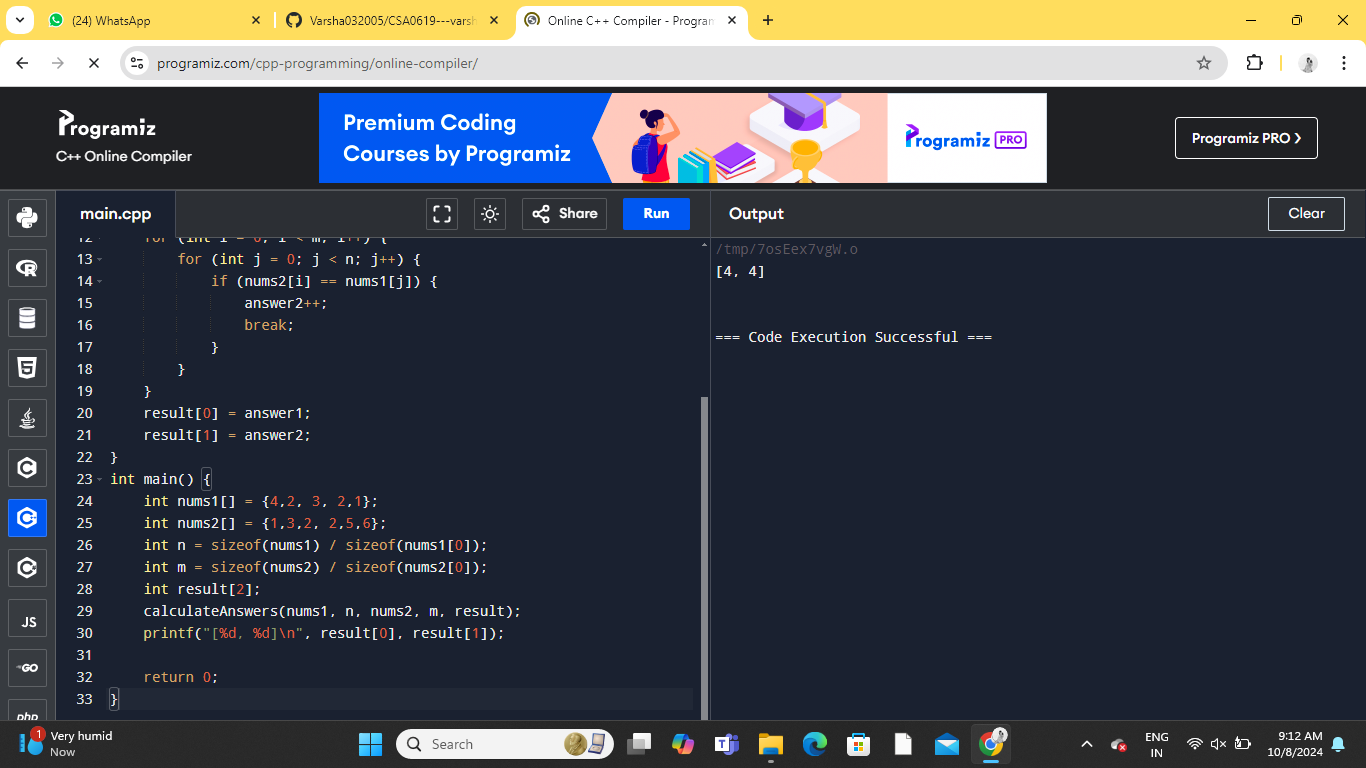 (24) WhatsApp
Varsha032005/CSA0619---varsh
Online C++ Compiler - Program
programiz.com/cpp-programming/online-compiler/
Programiz
C++ Online Compiler
Premium Coding
Courses by Programiz
Programiz PRO
Programiz PRO >
main.cpp
Share
Run
Output
Clear
12 for (int i = 0; i < m; i++) {
13 for (int j = 0; j < n; j++) {
14 if (nums2[i] == nums1[j]) {
15 answer2++;
16 break;
17 }
18 }
19 }
20 result[0] = answer1;
21 result[1] = answer2;
22 }
23 int main() {
24 int nums1[] = {4,2, 3, 2,1};
25 int nums2[] = {1,3,2, 2,5,6};
26 int n = sizeof(nums1) / sizeof(nums1[0]);
27 int m = sizeof(nums2) / sizeof(nums2[0]);
28 int result[2];
29 calculateAnswers(nums1, n, nums2, m, result);
30 printf("[%d, %d]\n", result[0], result[1]);
31
32 return 0;
33 }
/tmp/7osEex7vgW.o
[4, 4]
=== Code Execution Successful ===
JS
GO
php
1
Very humid
Now
Search
ENG
IN
9:12 AM
10/8/2024